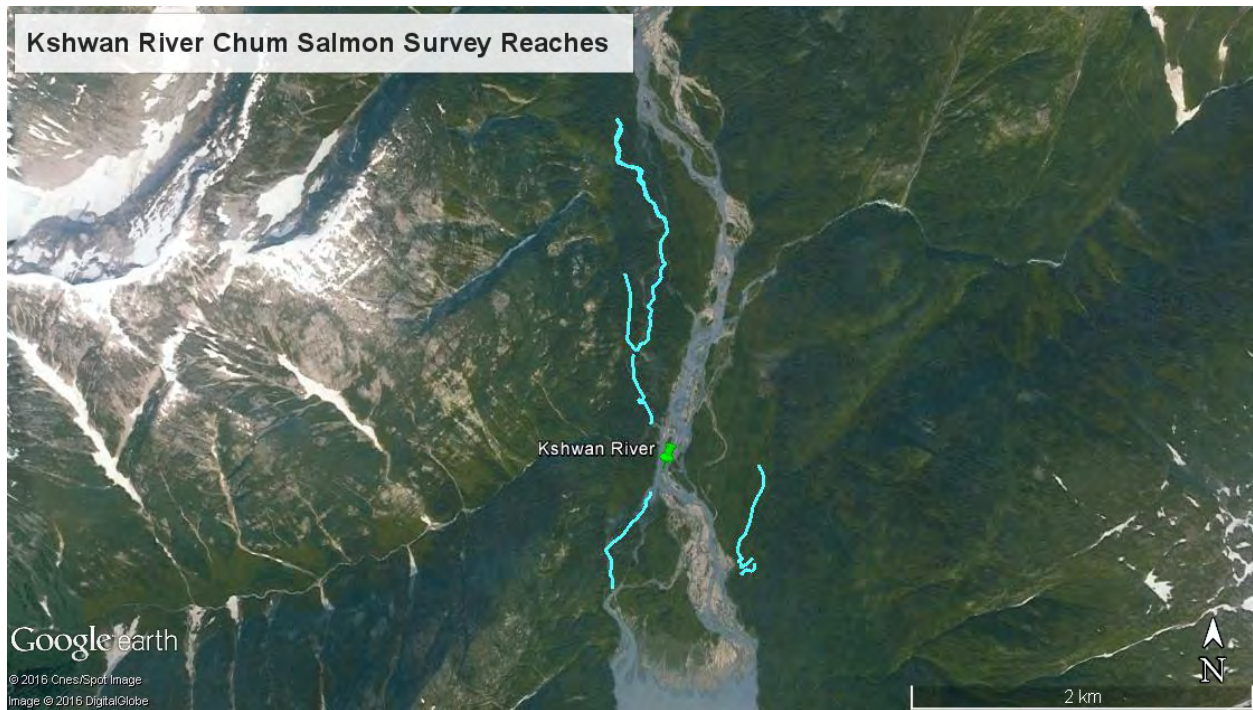 Kshwan River Chum Salmon Survey Reaches
Kshwan River
Google earth
© 2016 Cnes/Spot Image
Image © 2016 DigitalGlobe
N
2 km